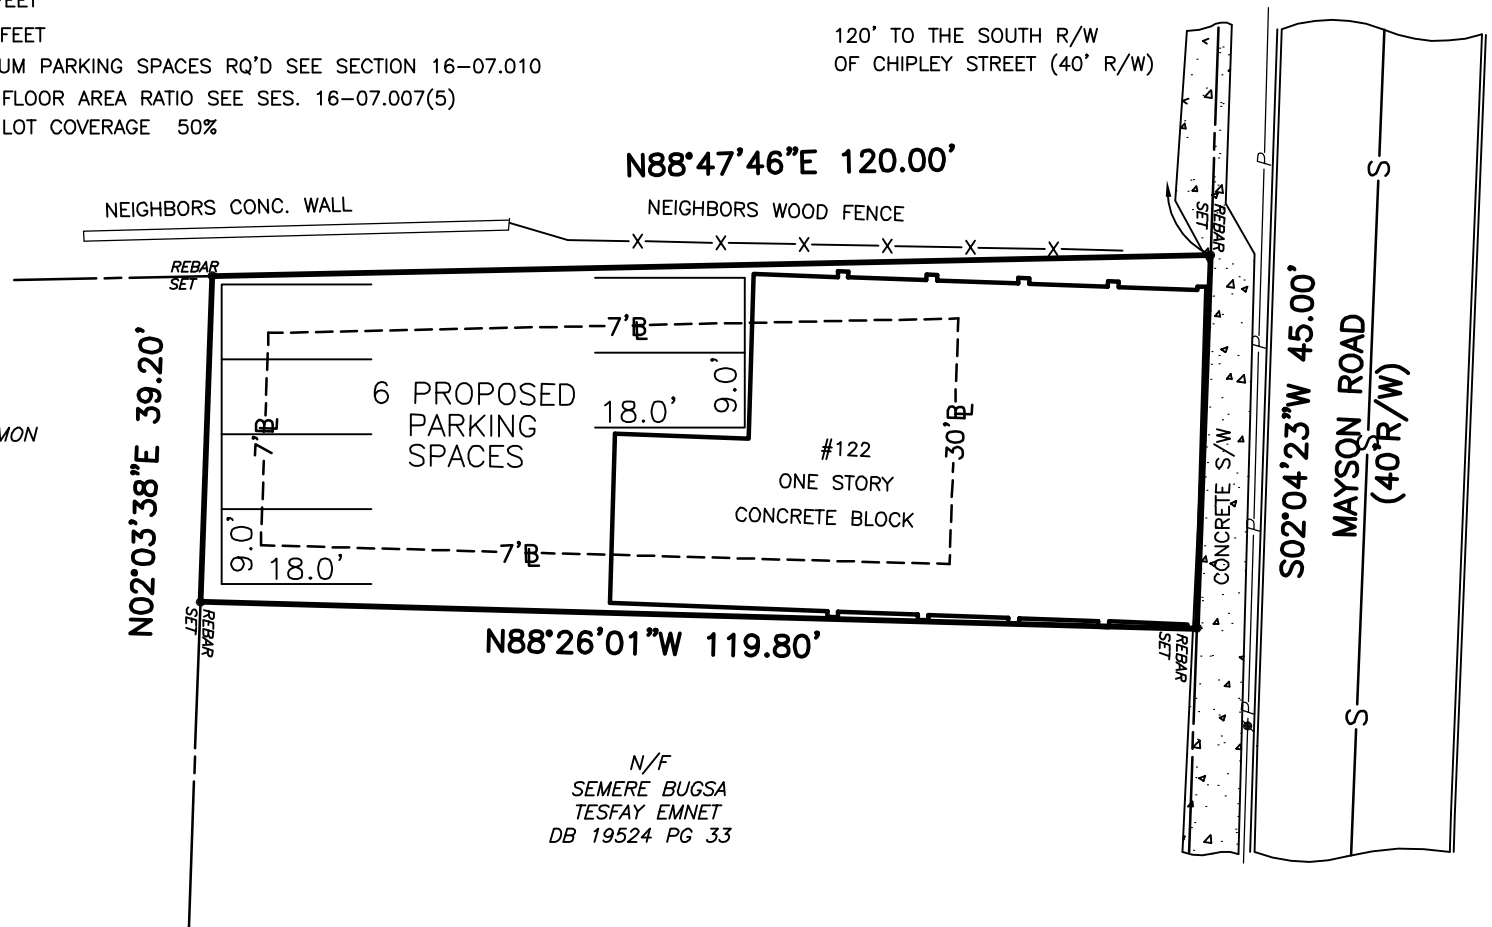 FEET
FEET
UM PARKING SPACES RQ'D SEE SECTION 16-07.010
FLOOR AREA RATIO SEE SES. 16-07.007(5)
LOT COVERAGE 50%
120' TO THE SOUTH R/W
OF CHIPLEY STREET (40' R/W)
N88°47'46"E 120.00'
NEIGHBORS CONC. WALL
NEIGHBORS WOOD FENCE
X X X X X X
REBAR
SET
REBAR
SET
P
S
7'BL
6 PROPOSED
PARKING
SPACES
18.0'
9.0'
7'BL
30'BL
#122
ONE STORY
CONCRETE BLOCK
9.0'
18.0'
7'BL
N02°03'38"E 39.20'
MON
CONCRETE S/W
P
S02°04'23"W 45.00'
MAYSON ROAD
(40'R/W)
S
P
REBAR
SET
N88°26'01"W 119.80'
REBAR
SET
P
S
N/F
SEMERE BUGSA
TESFAY EMNET
DB 19524 PG 33